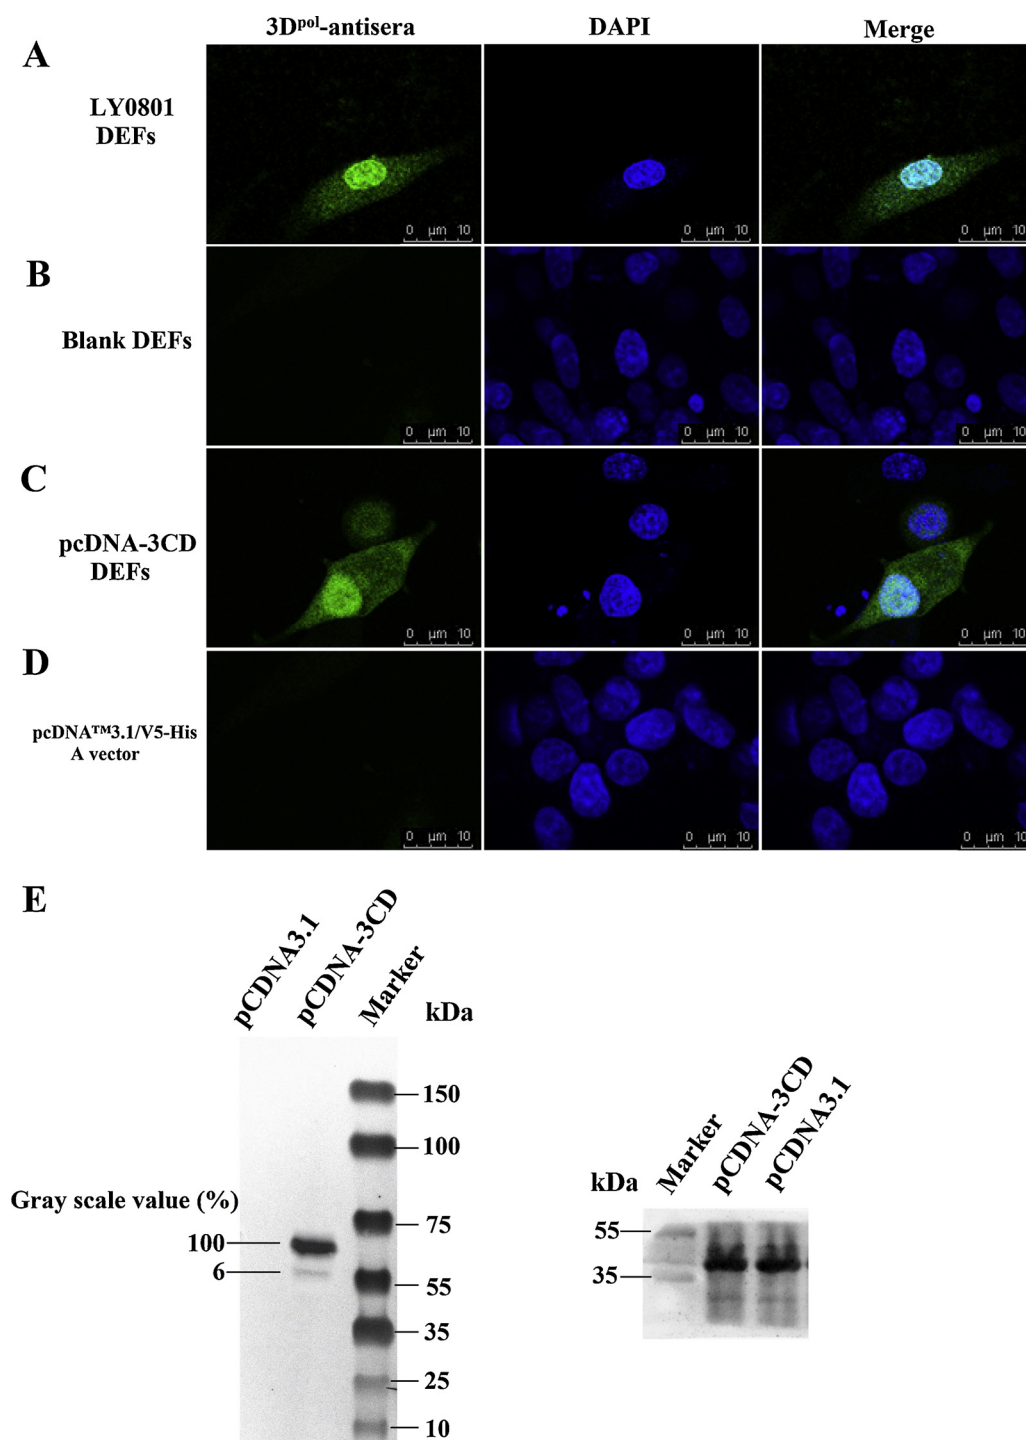 3Dpol-antisera DAPI Merge
A
LY0801
DEFs
0 µm 10 0 µm 10 0 µm 10
B
Blank DEFs
0 µm 10 0 µm 10 0 µm 10
C
pcDNA-3CD
DEFs
0 µm 10 0 µm 10 0 µm 10
D
pcDNA™3.1/V5-His
A vector
0 µm 10 0 µm 10 0 µm 10
E
pCDNA3.1
pCDNA-3CD
Marker
kDa
150
100
75
55
35
25
10
Gray scale value (%)
100
6
kDa
Marker
pCDNA-3CD
pCDNA3.1
55
35